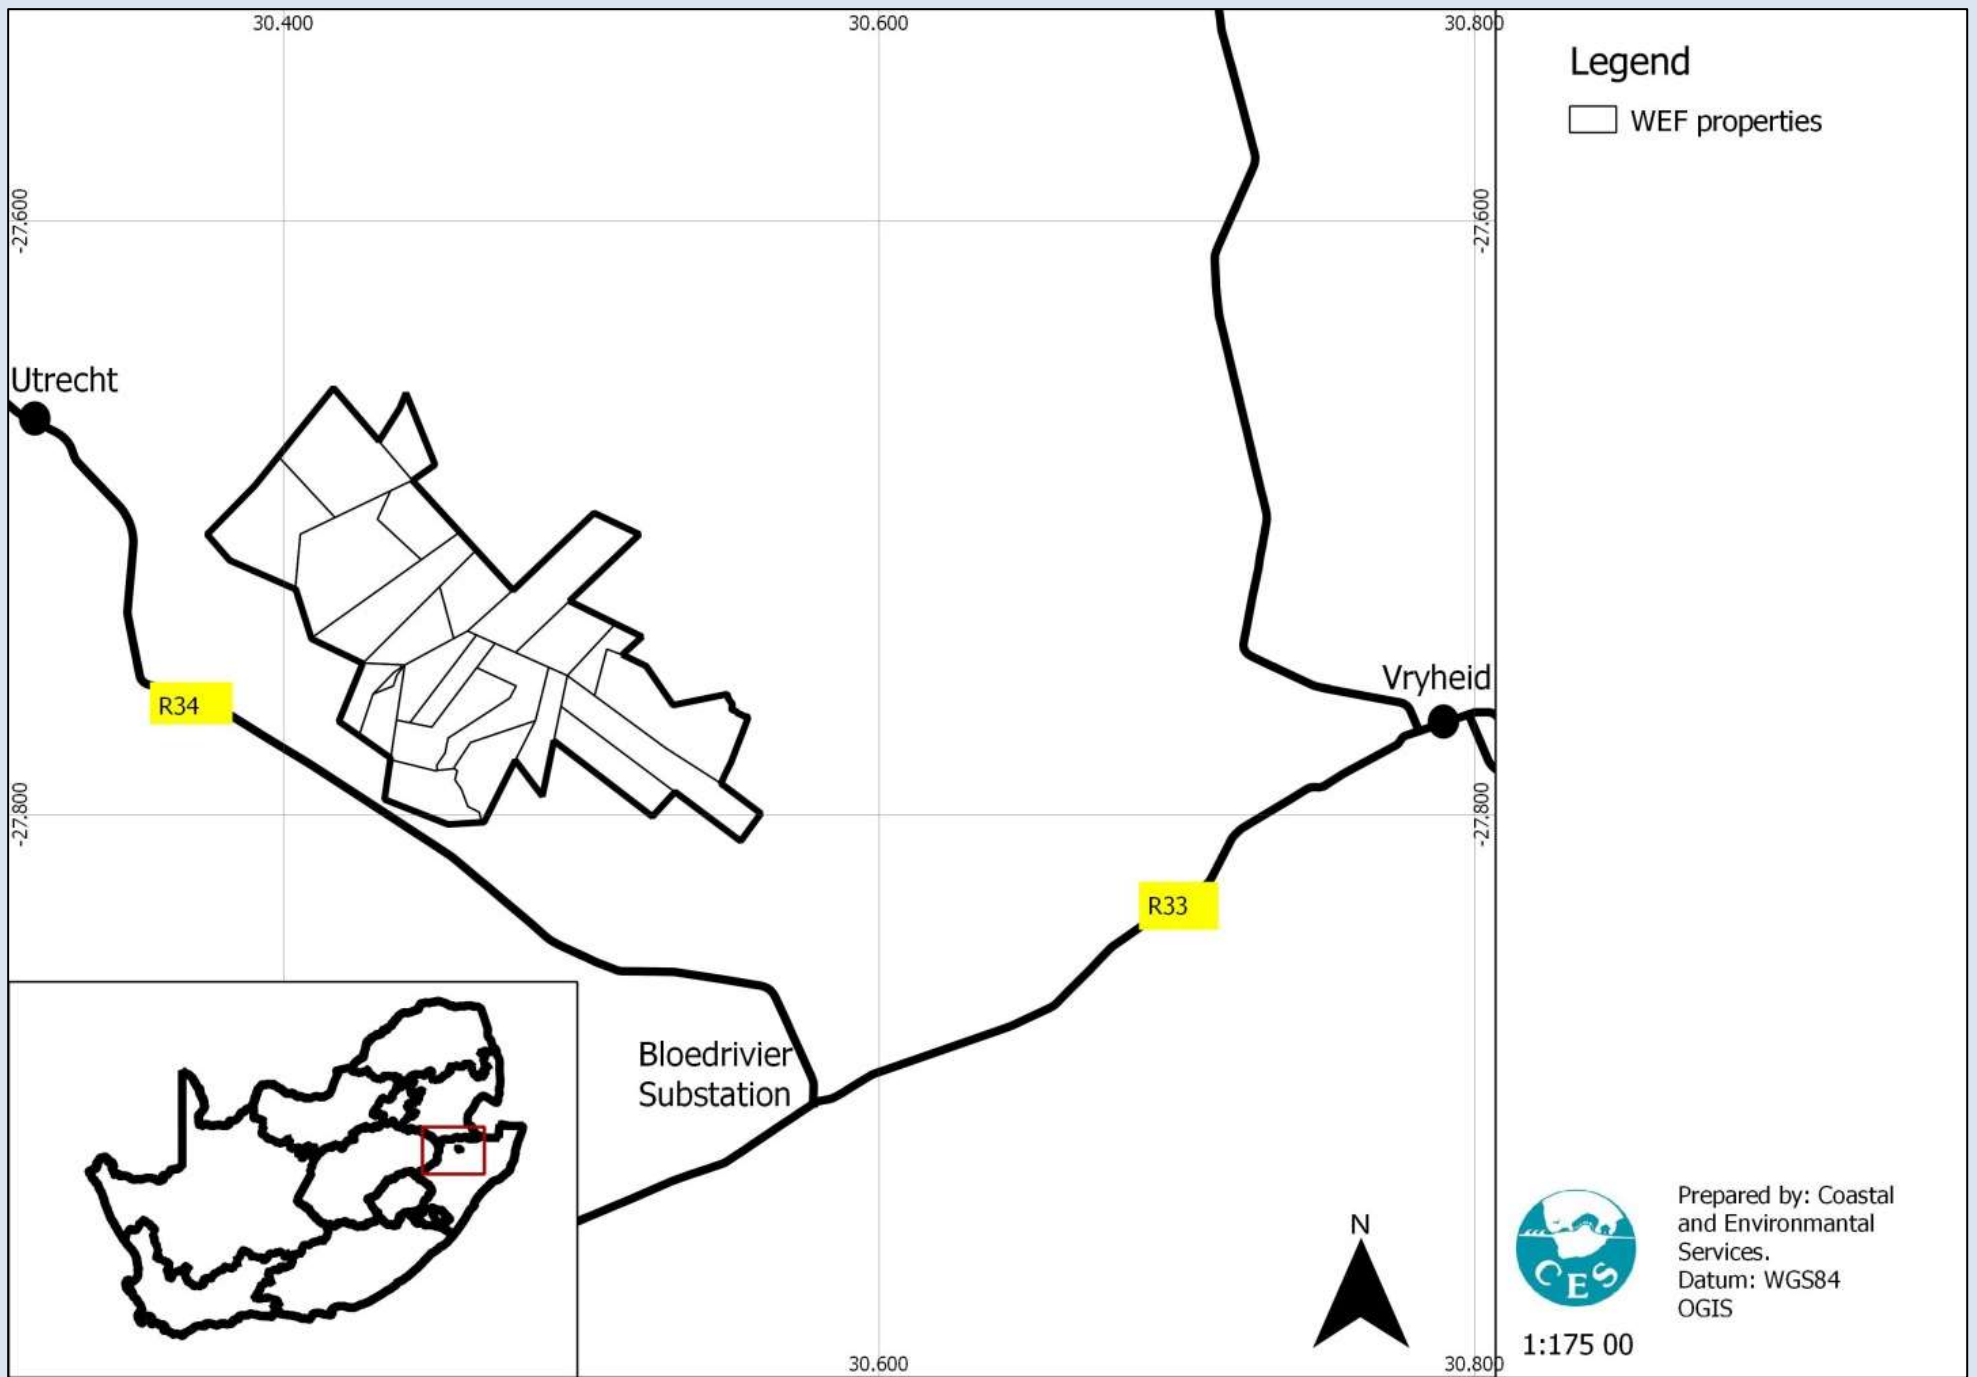 30.400
30.600
30.800
Legend
WEF properties
-27.600
-27.600
Utrecht
Vryheid
R34
-27.800
-27.800
R33
Bloedrivier
Substation
N
Prepared by: Coastal
and Environmantal
Services.
Datum: WGS84
OGIS
CES
1:175 00
30.600
30.800